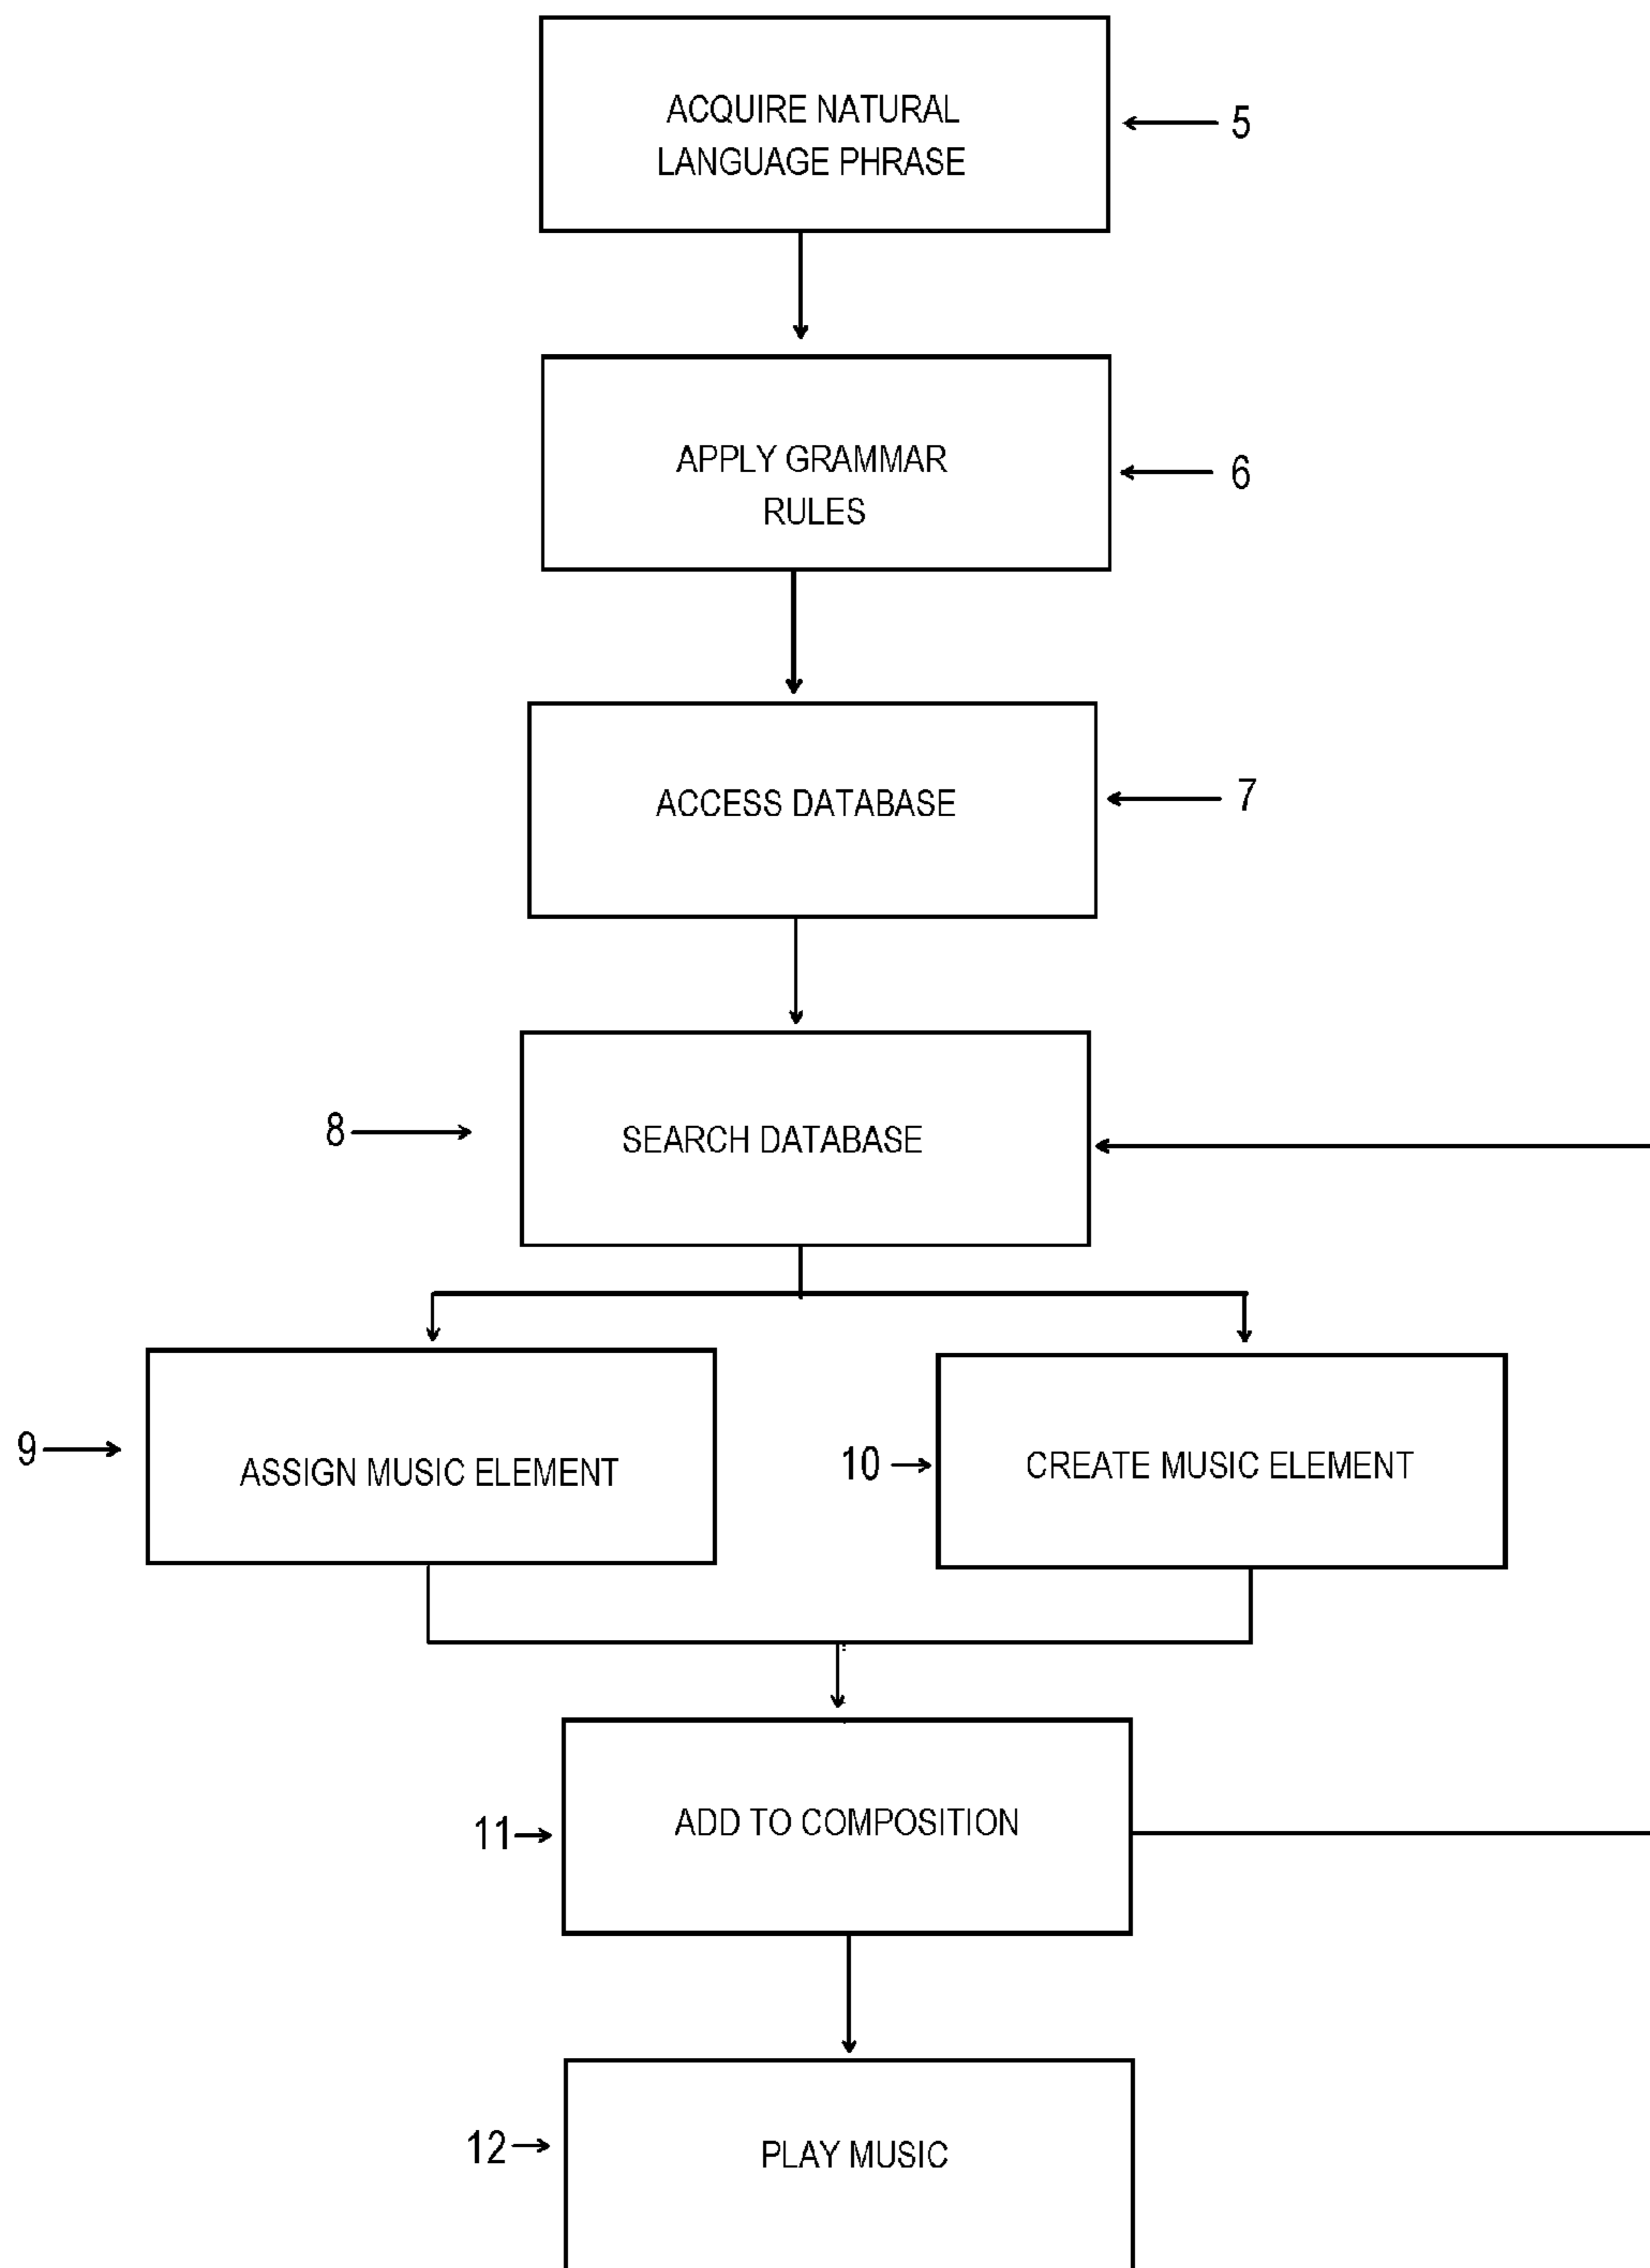 ACQUIRE NATURAL
LANGUAGE PHRASE
5
APPLY GRAMMAR
RULES
6
ACCESS DATABASE
7
8
SEARCH DATABASE
9
ASSIGN MUSIC ELEMENT
10
CREATE MUSIC ELEMENT
11
ADD TO COMPOSITION
12
PLAY MUSIC